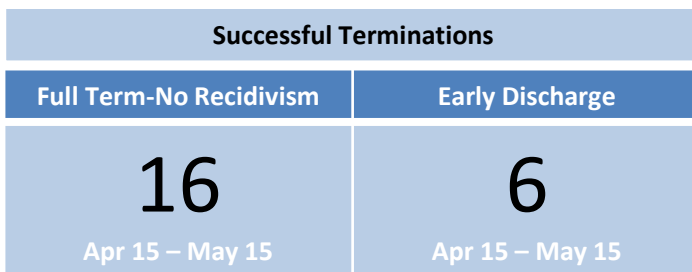 Successful Terminations
Full Term-No Recidivism
Early Discharge
16
6
Apr 15 – May 15
Apr 15 – May 15